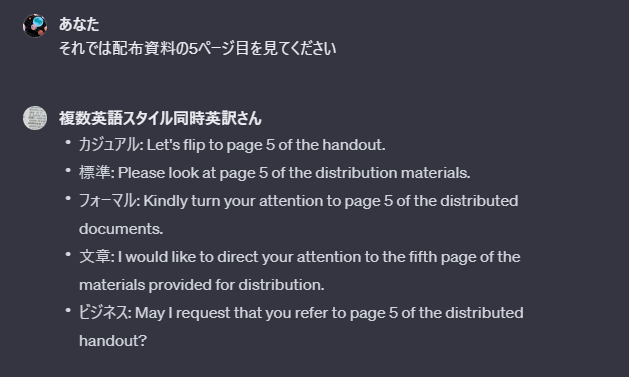 あなた
それでは配布資料の5ページ目を見てください
複数英語スタイル同時英訳さん
• カジュアル: Let's flip to page 5 of the handout.
• 標準: Please look at page 5 of the distribution materials.
• フォーマル: Kindly turn your attention to page 5 of the distributed
documents.
• 文章: I would like to direct your attention to the fifth page of the
materials provided for distribution.
• ビジネス: May I request that you refer to page 5 of the distributed
handout?